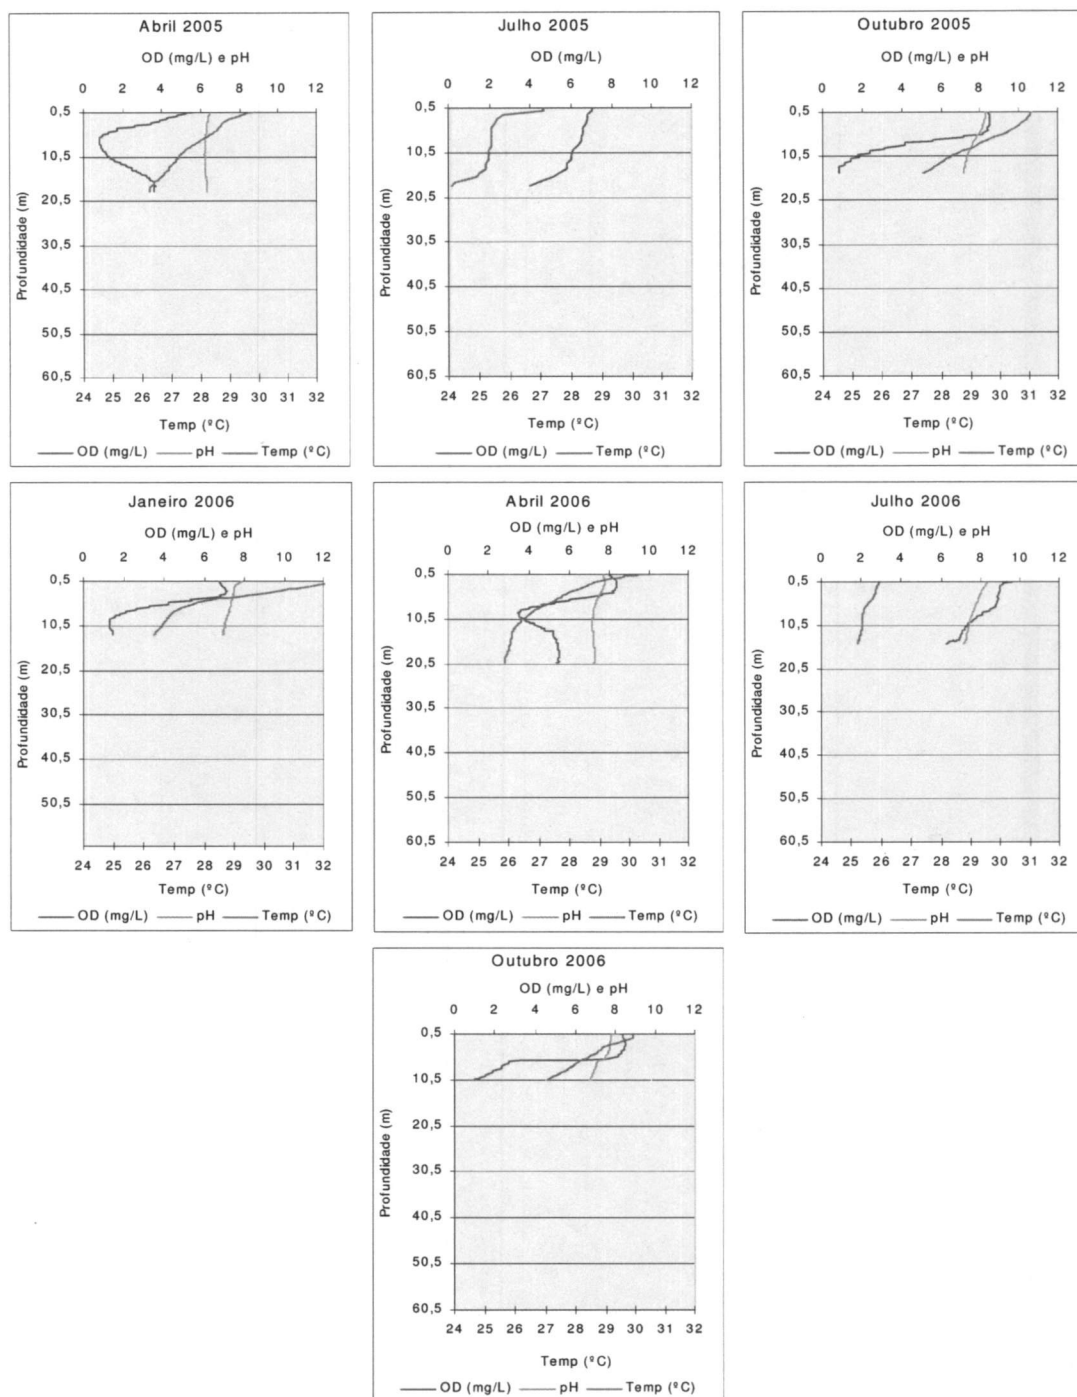 Abril 2005
OD (mg/L) e pH
0 2 4 6 8 10 12
0,5
10,5
20,5
30,5
40,5
50,5
60,5
Profundidade (m)
24 25 26 27 28 29 30 31 32
Temp (ºC)
OD (mg/L) pH Temp (ºC)
Julho 2005
OD (mg/L)
0 2 4 6 8 10 12
0,5
10,5
20,5
30,5
40,5
50,5
60,5
Profundidade (m)
24 25 26 27 28 29 30 31 32
Temp (ºC)
OD (mg/L) Temp (ºC)
Outubro 2005
OD (mg/L) e pH
0 2 4 6 8 10 12
0,5
10,5
20,5
30,5
40,5
50,5
60,5
Profundidade (m)
24 25 26 27 28 29 30 31 32
Temp (ºC)
OD (mg/L) pH Temp (ºC)
Janeiro 2006
OD (mg/L) e pH
0 2 4 6 8 10 12
0,5
10,5
20,5
30,5
40,5
50,5
Profundidade (m)
24 25 26 27 28 29 30 31 32
Temp (ºC)
OD (mg/L) pH Temp (ºC)
Abril 2006
OD (mg/L) e pH
0 2 4 6 8 10 12
0,5
10,5
20,5
30,5
40,5
50,5
60,5
Profundidade (m)
24 25 26 27 28 29 30 31 32
Temp (ºC)
OD (mg/L) pH Temp (ºC)
Julho 2006
OD (mg/L) e pH
0 2 4 6 8 10 12
0,5
10,5
20,5
30,5
40,5
50,5
60,5
Profundidade (m)
24 25 26 27 28 29 30 31 32
Temp (ºC)
OD (mg/L) pH Temp (ºC)
Outubro 2006
OD (mg/L) e pH
0 2 4 6 8 10 12
0,5
10,5
20,5
30,5
40,5
50,5
60,5
Profundidade (m)
24 25 26 27 28 29 30 31 32
Temp (ºC)
OD (mg/L) pH Temp (ºC)